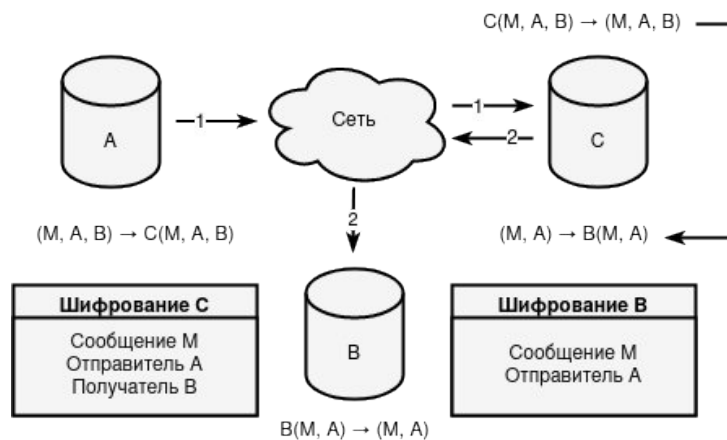 C(M, A, B) → (M, A, B)
A
1
Сеть
1
2
C
2
(M, A, B) → C(M, A, B)
(M, A) → B(M, A)
Шифрование C
Сообщение M
Отправитель A
Получатель B
B
Шифрование B
Сообщение M
Отправитель A
B(M, A) → (M, A)